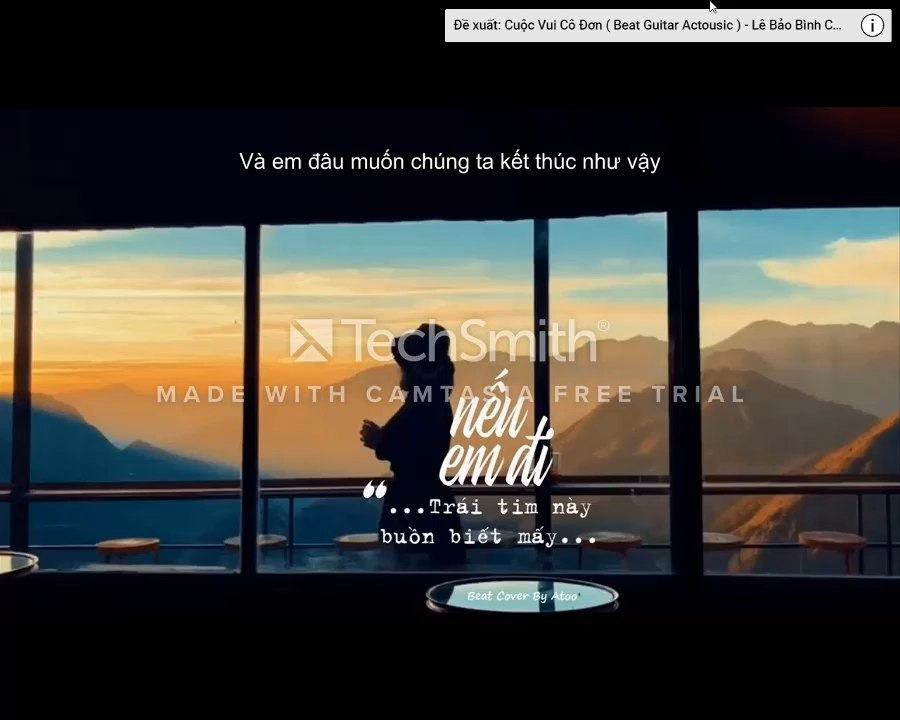 Đề xuất: Cuộc Vui Cô Đơn ( Beat Guitar Actousic ) - Lê Bảo Bình C...
Và em đâu muốn chúng ta kết thúc như vậy
TechSmith®
MADE WITH CAMTASIA FREE TRIAL
nếu
em đi
“...Trái tim này
buồn biết mấy...
Beat Cover By Atoo